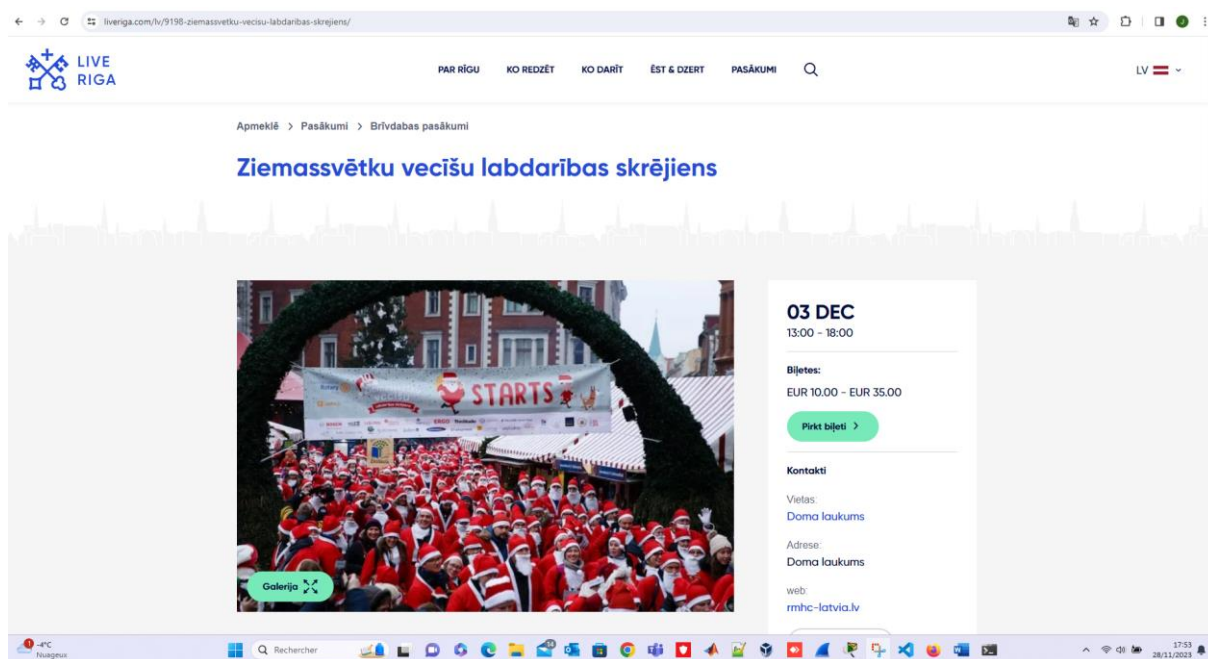 liveriga.com/lv/9198-ziemassvetku-vecisu-labdaribas-skrejiens/
LIVE
RIGA
PAR RĪGU KO REDZĒT KO DARĪT ĒST & DZERT PASĀKUMI
LV
Apmeklē > Pasākumi > Brīvdabas pasākumi
Ziemassvētku vecīšu labdarības skrējiens
STARTS
Rotary
ERGO
Galerija
03 DEC
13:00 - 18:00
Biļetes:
EUR 10.00 - EUR 35.00
Pirkt biļeti >
Kontakti
Vietas:
Doma laukums
Adrese:
Doma laukums
web:
rmhc-latvia.lv
-4°C
Nuageux
Rechercher
17:53
28/11/2023